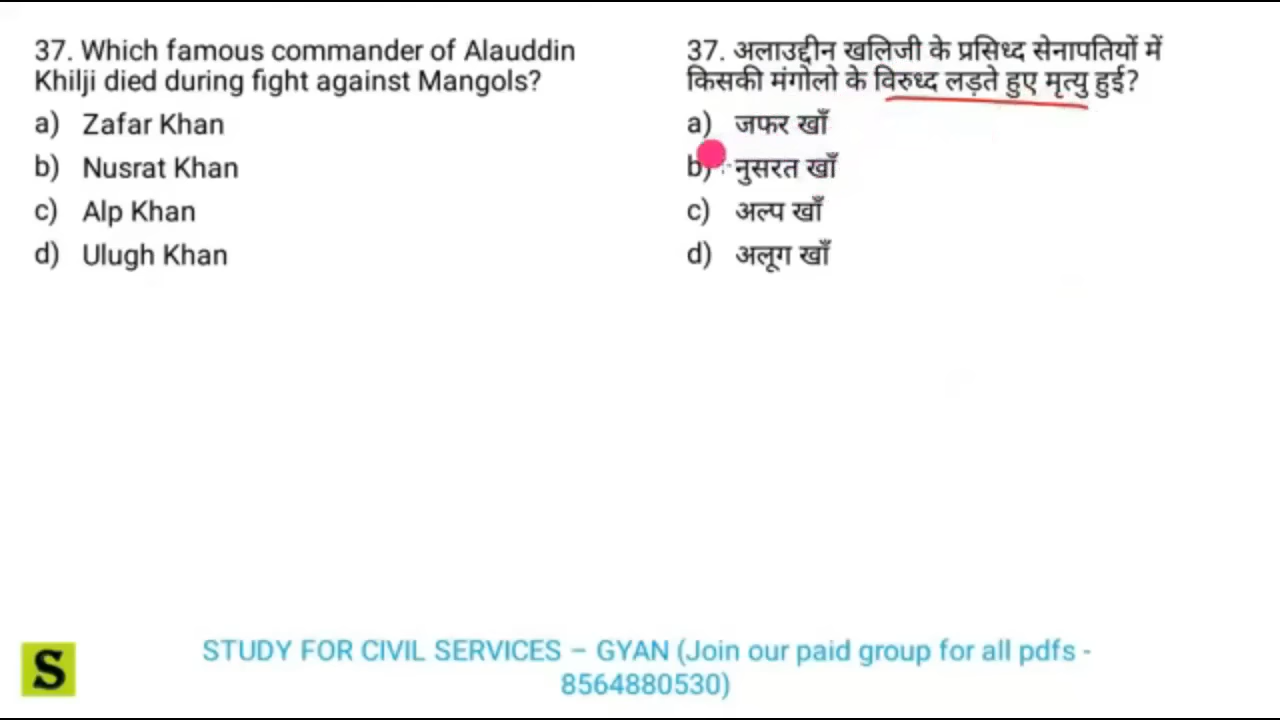 37. Which famous commander of Alauddin
Khilji died during fight against Mangols?
a) Zafar Khan
b) Nusrat Khan
c) Alp Khan
d) Ulugh Khan
37. अलाउद्दीन खलिजी के प्रसिध्द सेनापतियों में
किसकी मंगोलो के विरुध्द लड़ते हुए मृत्यु हुई?
a) जफर खाँ
b) नुसरत खाँ
c) अल्प खाँ
d) अलूग खाँ
STUDY FOR CIVIL SERVICES – GYAN (Join our paid group for all pdfs -
8564880530)
S